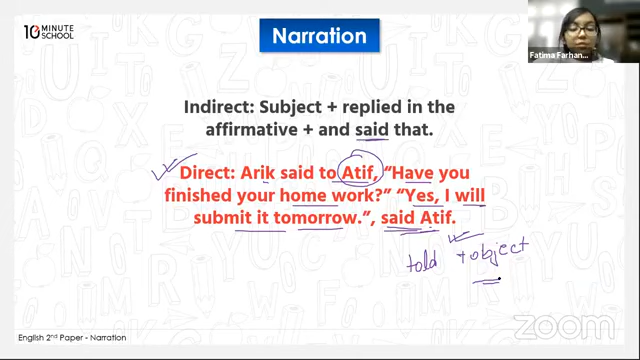 10 MINUTE SCHOOL
Narration
Fatima Farhan...
Indirect: Subject + replied in the
affirmative + and said that.
Direct: Arik said to Atif, “Have you
finished your home work?” “Yes, I will
submit it tomorrow.”, said Atif.
told + object
English 2nd Paper - Narration
zoom